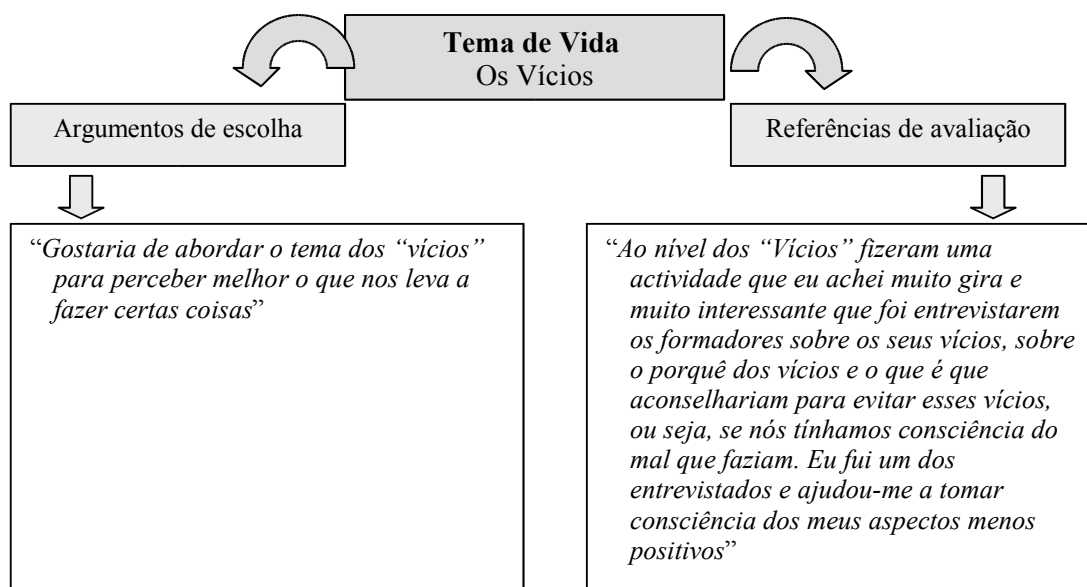 Tema de Vida
Os Vícios
Argumentos de escolha
Referências de avaliação
“Gostaria de abordar o tema dos “vícios”
para perceber melhor o que nos leva a
fazer certas coisas”
“Ao nível dos “Vícios” fizeram uma
actividade que eu achei muito gira e
muito interessante que foi entrevistarem
os formadores sobre os seus vícios, sobre
o porquê dos vícios e o que é que
aconselhariam para evitar esses vícios,
ou seja, se nós tínhamos consciência do
mal que faziam. Eu fui um dos
entrevistados e ajudou-me a tomar
consciência dos meus aspectos menos
positivos”